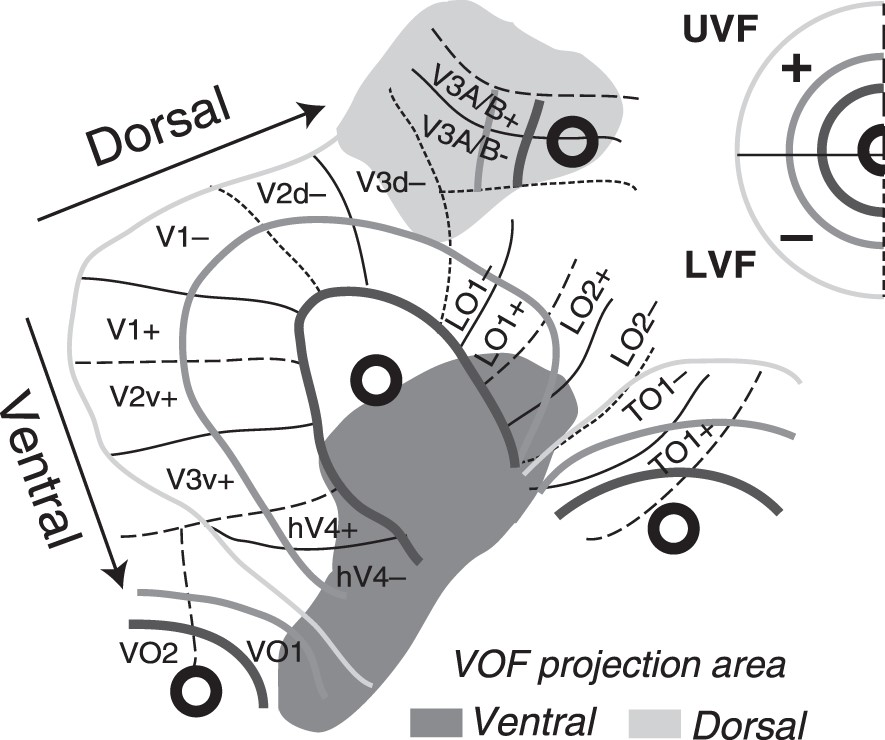 UVF
+
V3A/B+
V3A/B-
Dorsal
V2d–
V3d–
V1–
–
LVF
LO1–
LO1+
LO2+
LO2–
V1+
V2v+
TO1–
TO1+
Ventral
V3v+
hV4+
hV4–
VO2
VO1
VOF projection area
Ventral
Dorsal